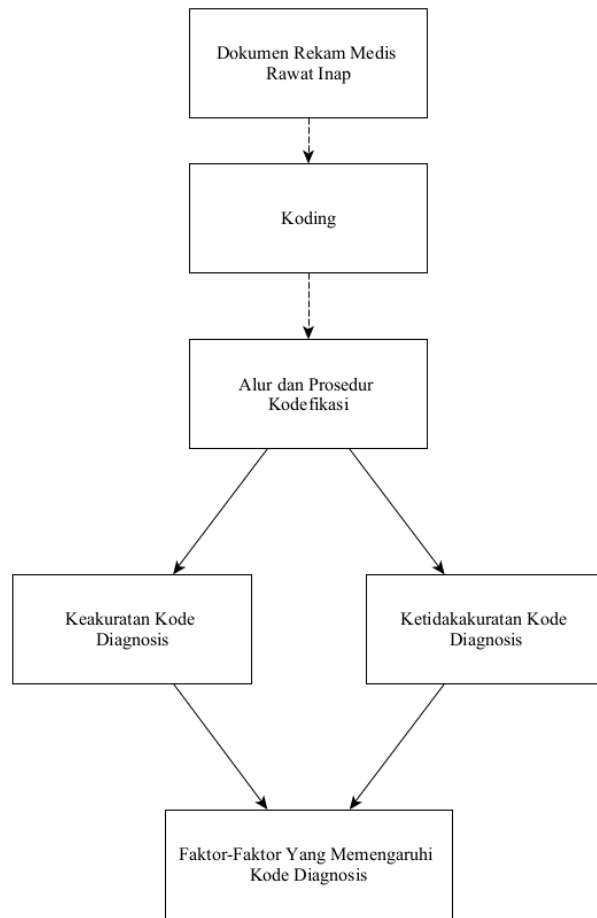 Dokumen Rekam Medis
Rawat Inap
Koding
Alur dan Prosedur
Kodefikasi
Keakuratan Kode
Diagnosis
Ketidakakuratan Kode
Diagnosis
Faktor-Faktor Yang Memengaruhi
Kode Diagnosis